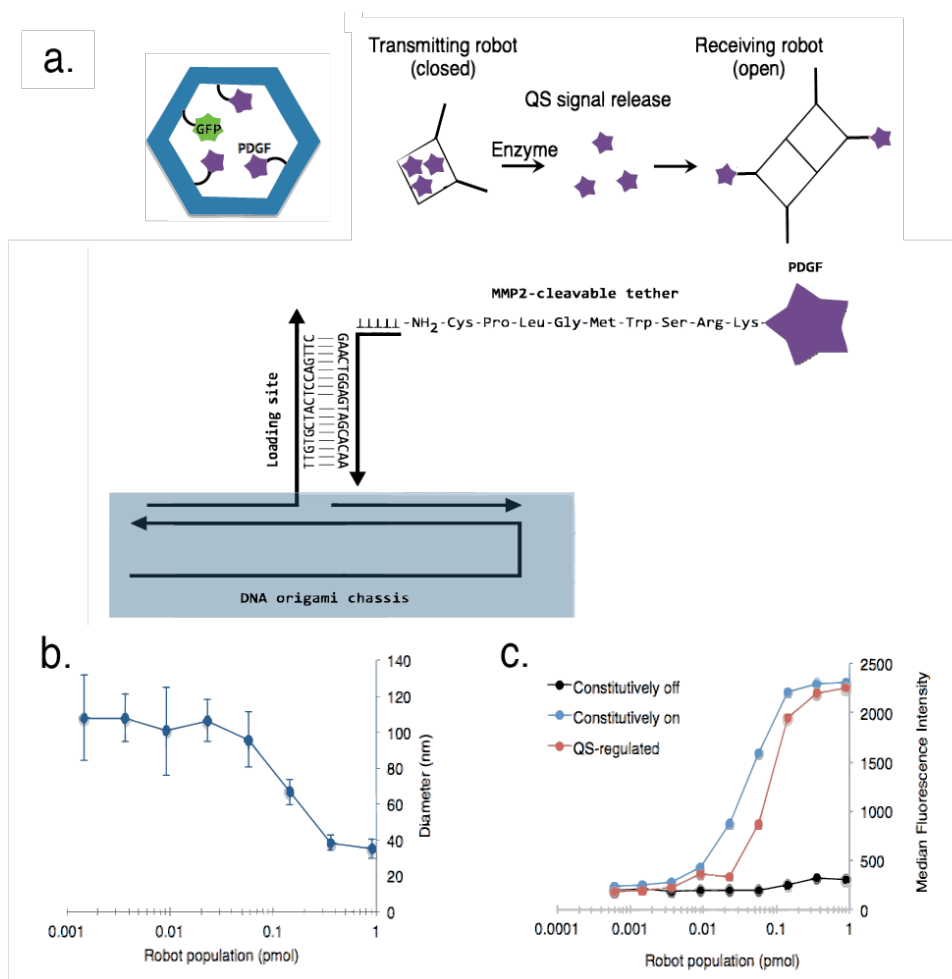 a.
GFP
PDGF
Transmitting robot
(closed)
Enzyme
QS signal release
Receiving robot
(open)
PDGF
MMP2-cleavable tether
-NH2-Cys-Pro-Leu-Gly-Met-Trp-Ser-Arg-Lys-
Loading site
TTGTGCTACTCCAGTTC
GAACTGGAGTAGCACAA
DNA origami chassis
b.
140
120
100
80
60
40
20
0
Diameter (nm)
0.001
0.01
0.1
1
Robot population (pmol)
c.
Constitutively off
Constitutively on
QS-regulated
2500
2000
1500
1000
500
0
Median Fluorescence Intensity
0.0001
0.001
0.01
0.1
1
Robot population (pmol)